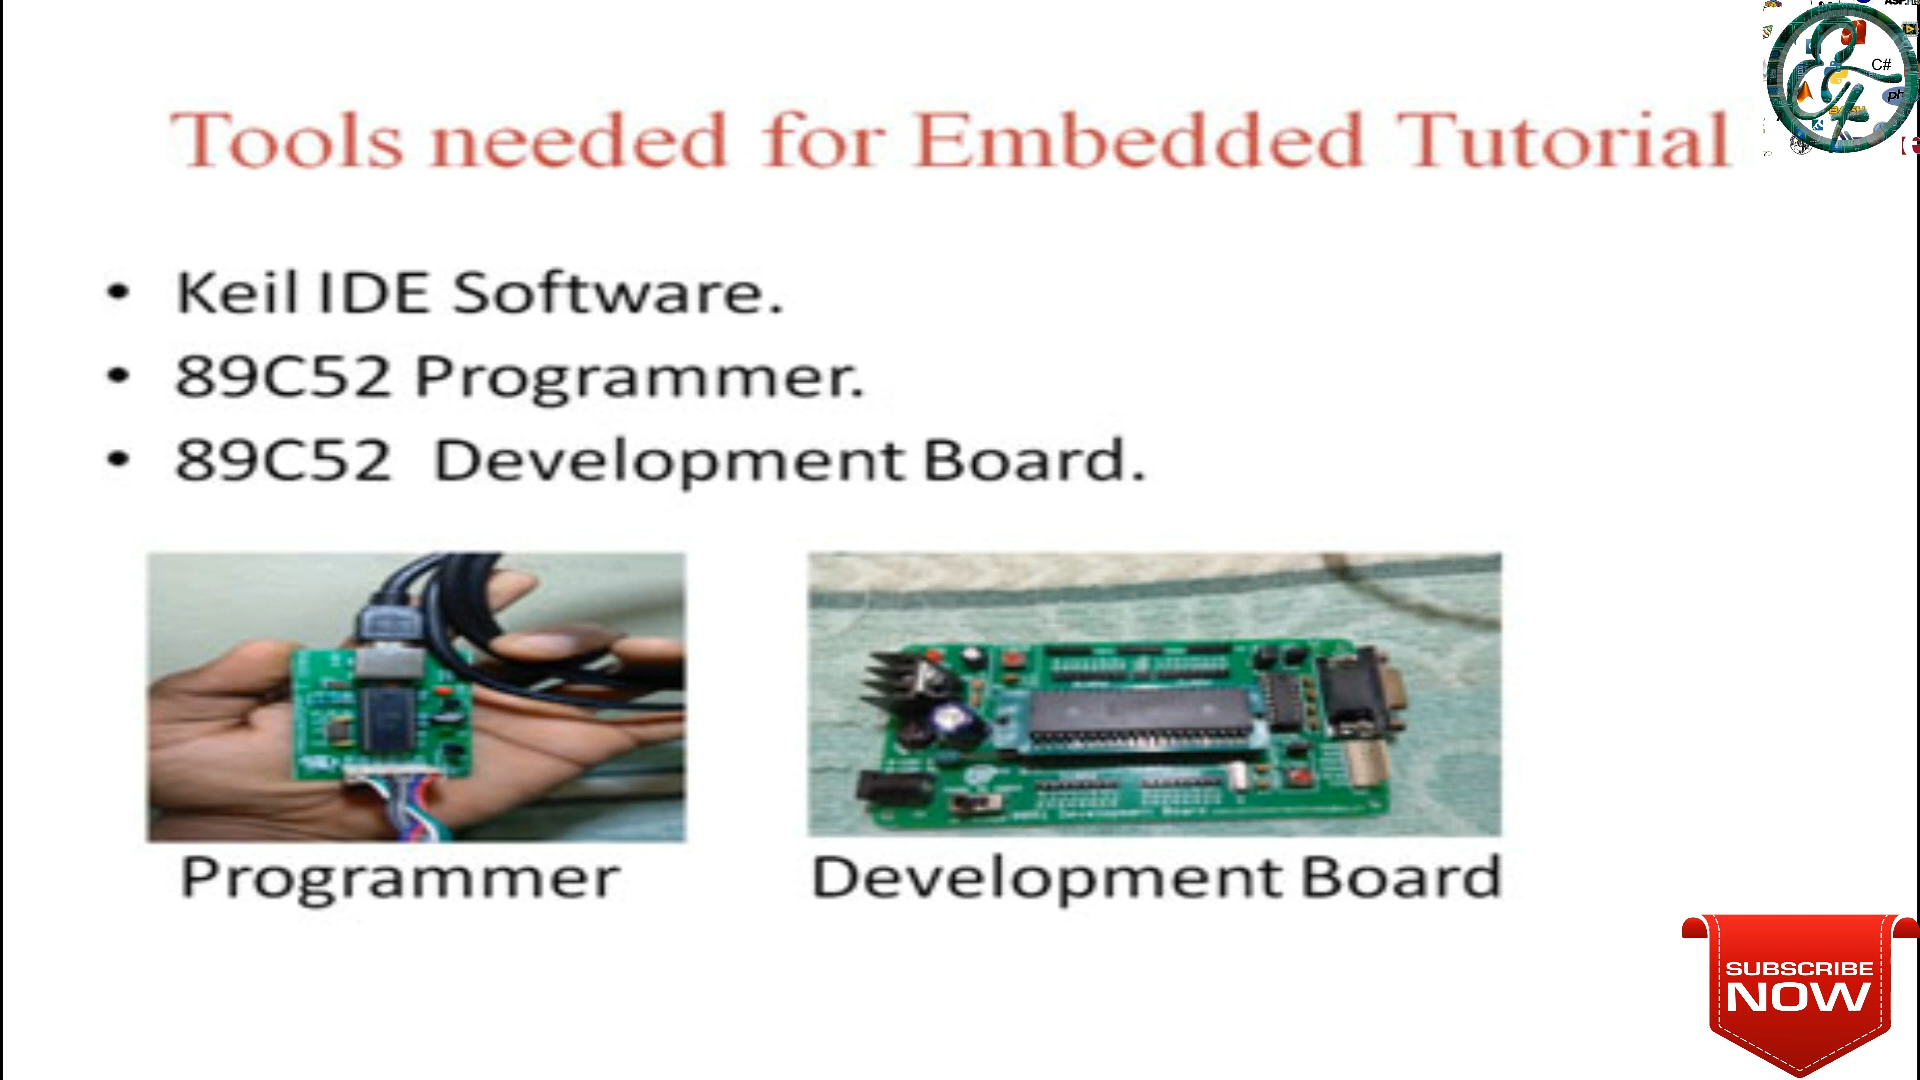 Tools needed for Embedded Tutorial
C#
• Keil IDE Software.
• 89C52 Programmer.
• 89C52 Development Board.
Programmer
Development Board
SUBSCRIBE
NOW